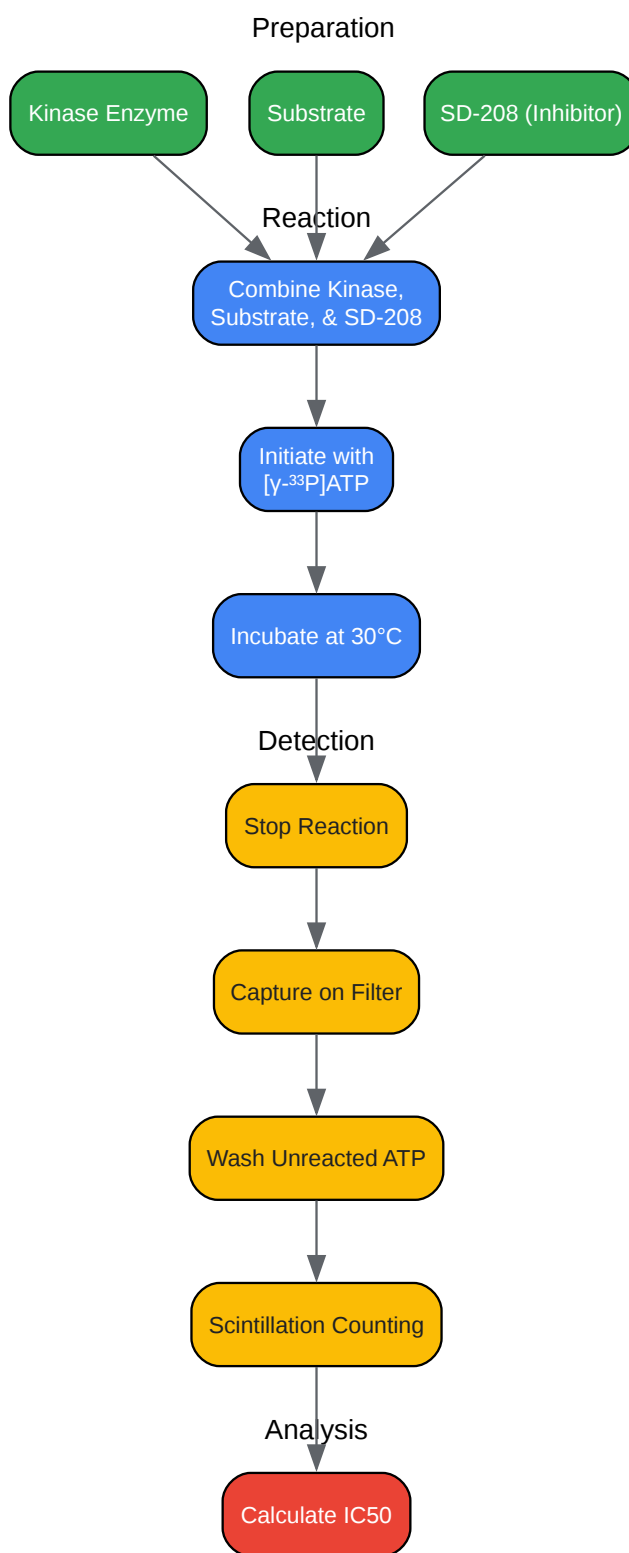 Preparation
Kinase Enzyme
Substrate
SD-208 (Inhibitor)
Reaction
Combine Kinase,
Substrate, & SD-208
Initiate with
[γ-³³P]ATP
Incubate at 30°C
Detection
Stop Reaction
Capture on Filter
Wash Unreacted ATP
Scintillation Counting
Analysis
Calculate IC50